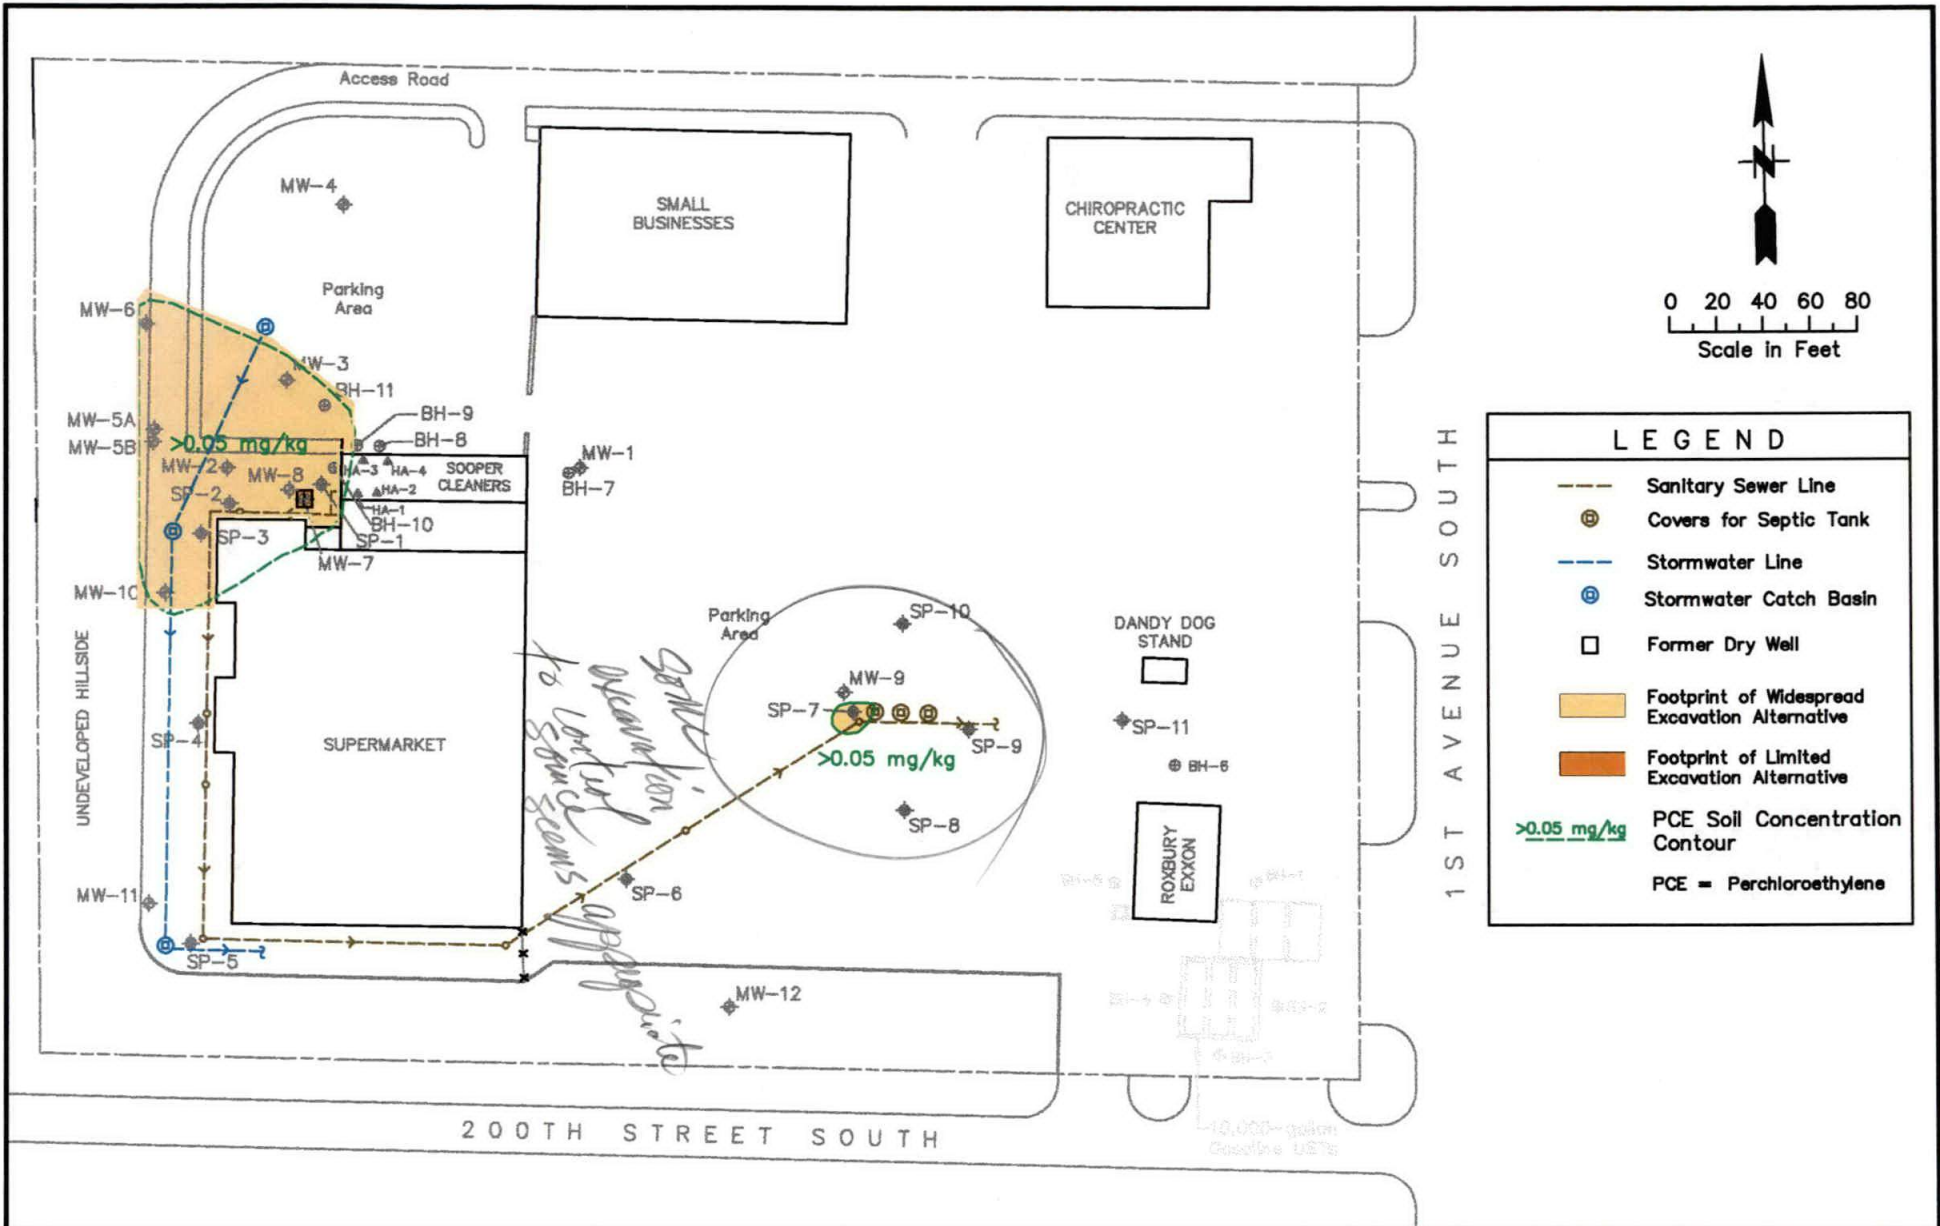 Access Road
MW-4
SMALL
BUSINESSES
CHIROPRACTIC
CENTER
N
0 20 40 60 80
Scale in Feet
Parking
Area
MW-6
MW-3
BH-11
BH-9
BH-8
MW-5A
MW-5B
>0.05 mg/kg
MW-2
MW-8
HA-3
HA-4
SOOPER
CLEANERS
MW-1
BH-7
SP-2
HA-2
HA-1
BH-10
SP-1
SP-3
MW-7
MW-10
UNDEVELOPED HILLSIDE
SP-4
SUPERMARKET
MW-11
SP-5
Parking
Area
SP-10
MW-9
SP-7
SP-9
>0.05 mg/kg
SP-8
SP-6
MW-12
Some
excavation
to control
source seems appropriate
DANDY DOG
STAND
SP-11
BH-6
ROXBURY
EXXON
10,000-gallon
Gasoline USTs
200TH STREET SOUTH
1ST AVENUE SOUTH
LEGEND
Sanitary Sewer Line
Covers for Septic Tank
Stormwater Line
Stormwater Catch Basin
Former Dry Well
Footprint of Widespread
Excavation Alternative
Footprint of Limited
Excavation Alternative
>0.05 mg/kg PCE Soil Concentration
Contour
PCE = Perchloroethylene